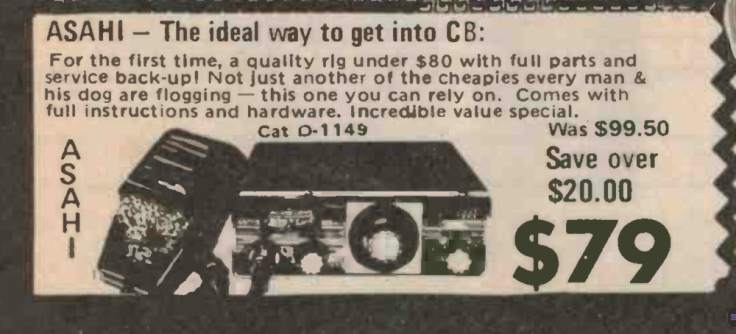 ASAHI – The ideal way to get into CB:
For the first time, a quality rig under $80 with full parts and
service back-up! Not just another of the cheapies every man &
his dog are flogging — this one you can rely on. Comes with
full instructions and hardware. Incredible value special.
Cat D-1149
Was $99.50
Save over
$20.00
$79
ASAHI